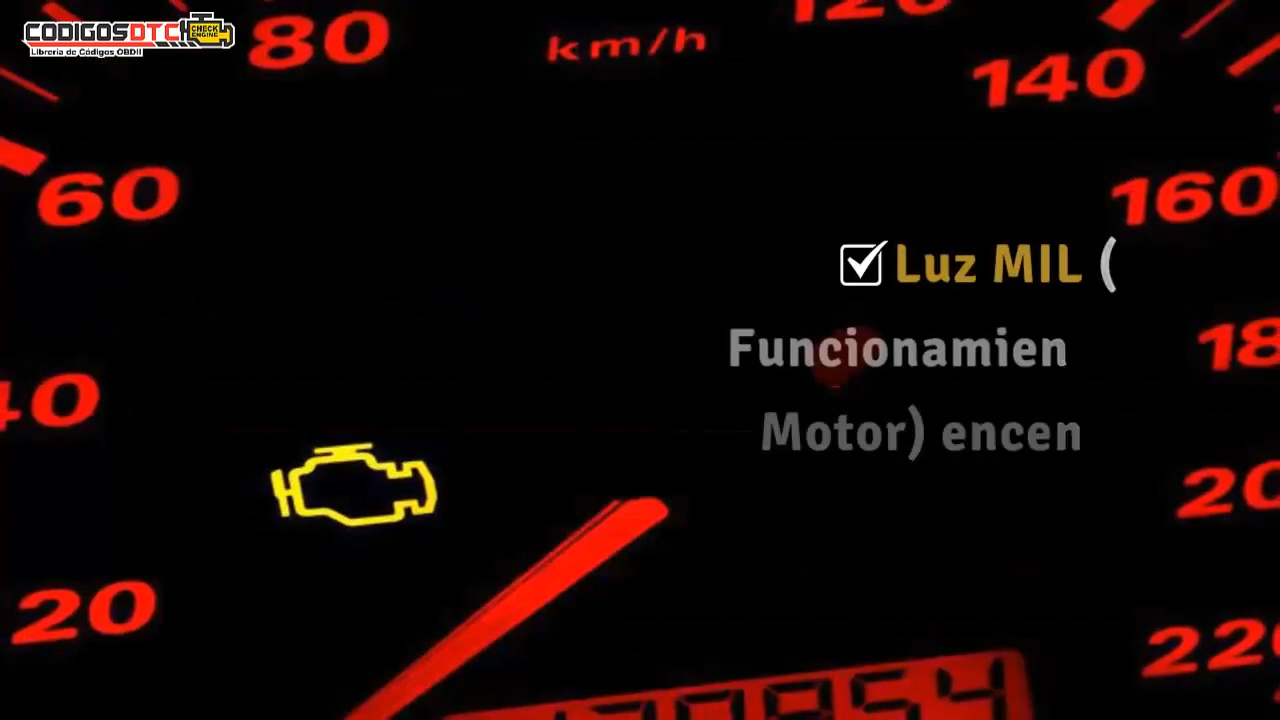 CODIGOSDTC
CHECK
ENGINE
Librería de Códigos OBDII
80
km/h
120
140
60
160
Luz MIL (
Funcionamien
Motor) encen
18
40
20
20
220